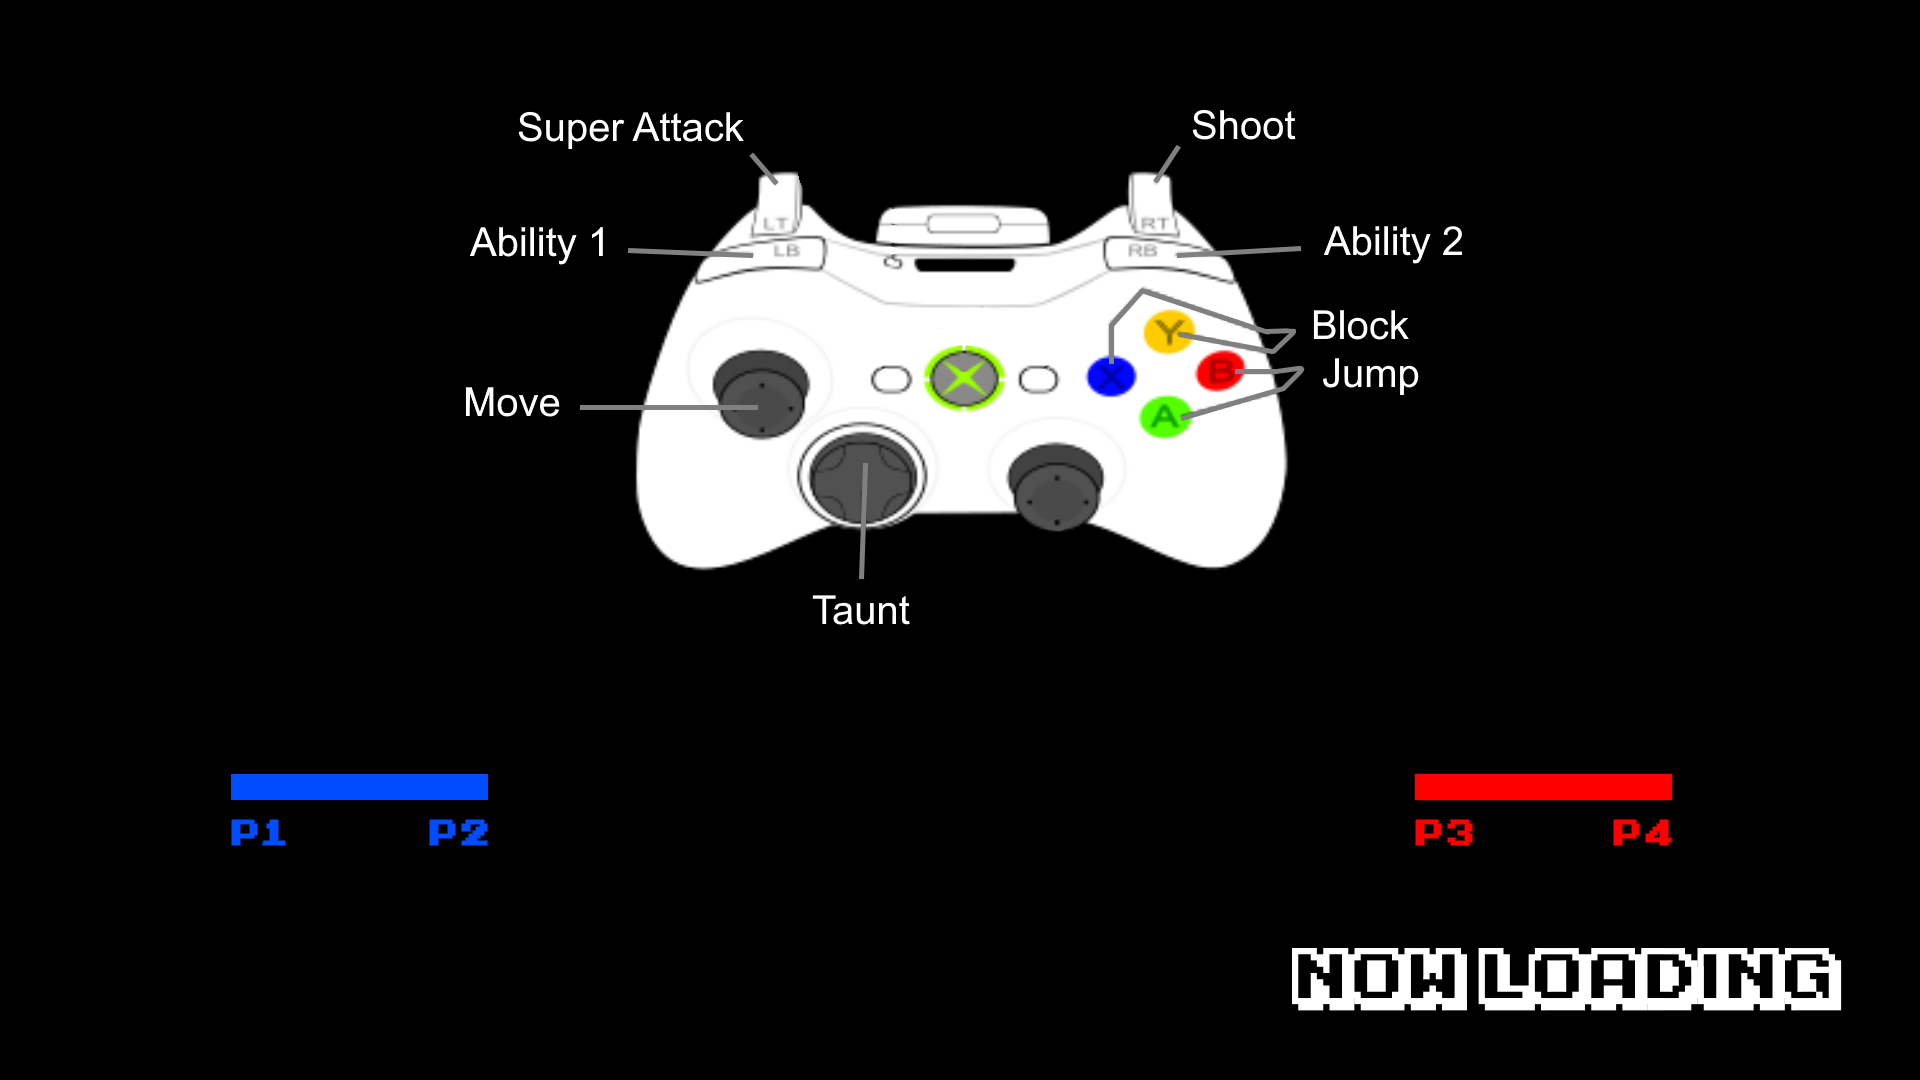 Super Attack
Shoot
LT
RT
Ability 1
LB
RB
Ability 2
Y
Block
X
B
Jump
Move
A
Taunt
P1 P2
P3 P4
NOW LOADING